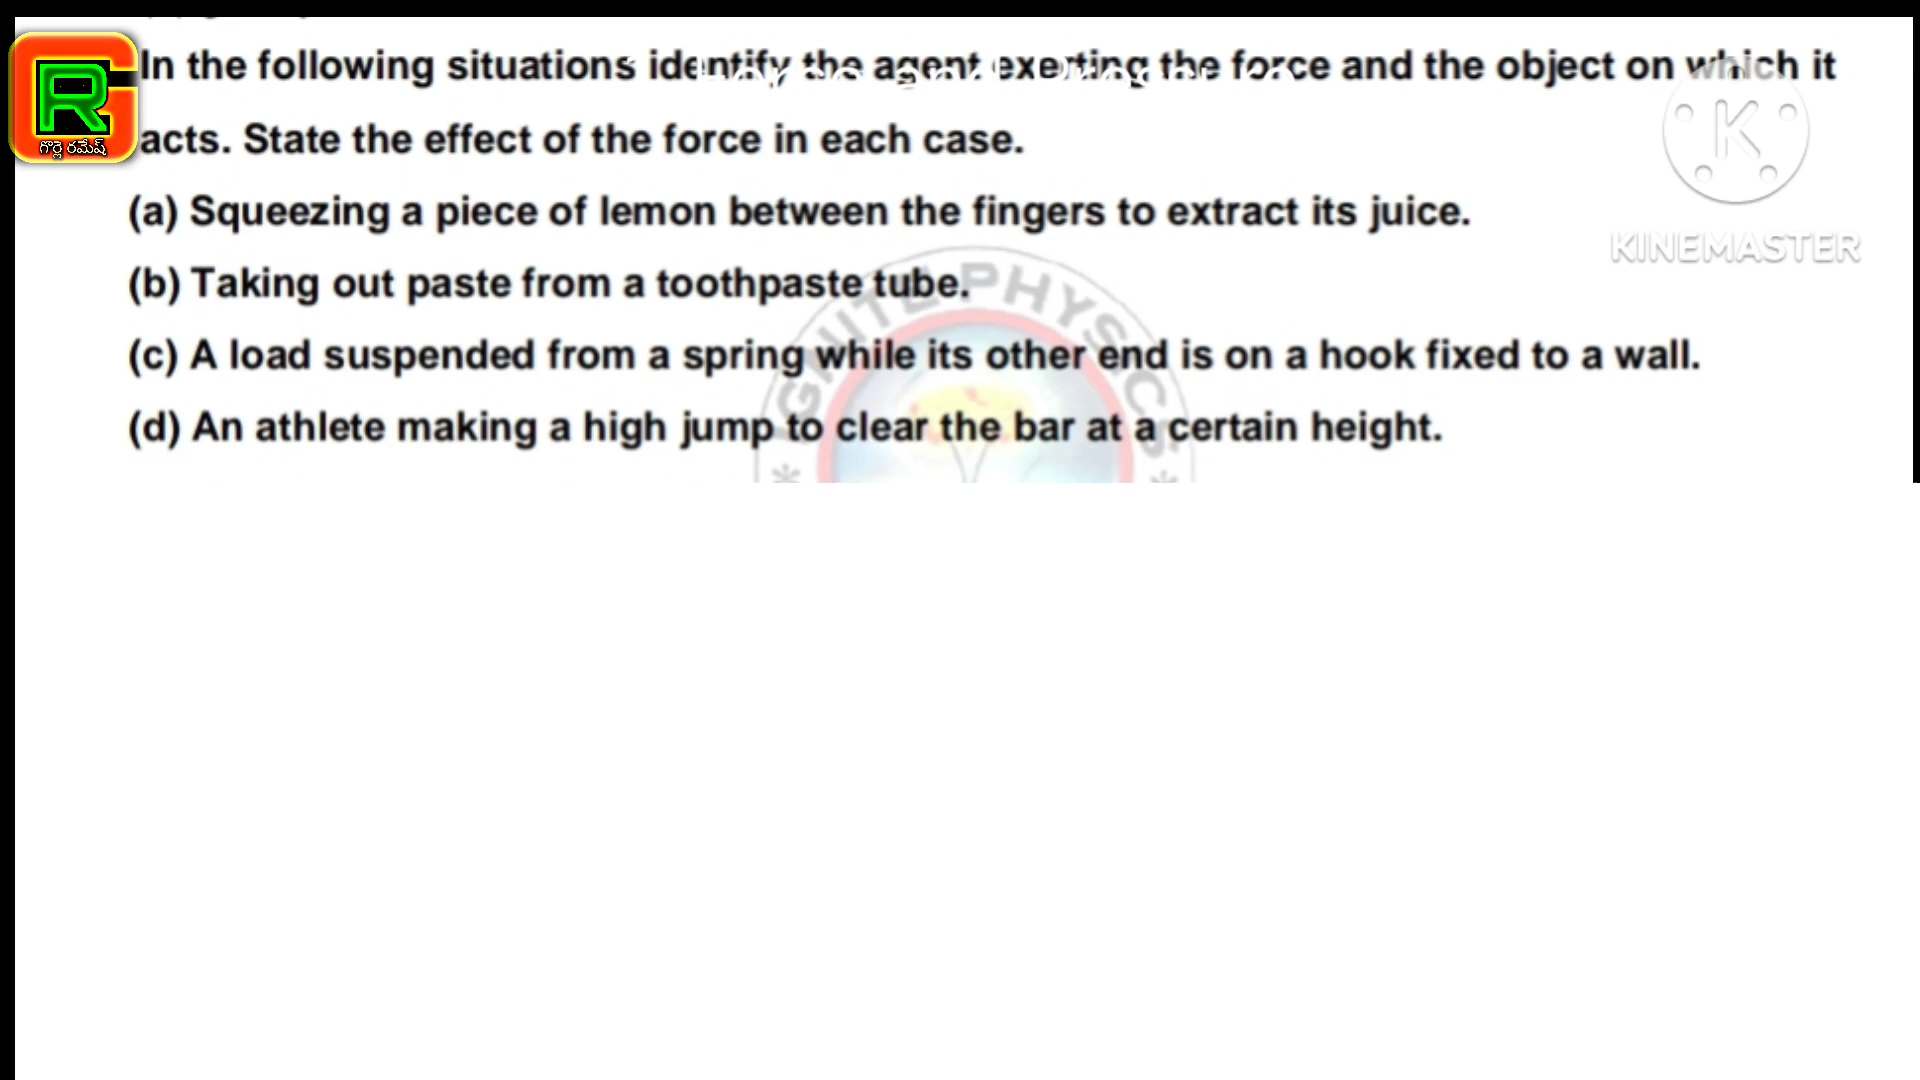 In the following situations identify the agent exerting the force and the object on which it
acts. State the effect of the force in each case.
(a) Squeezing a piece of lemon between the fingers to extract its juice.
(b) Taking out paste from a toothpaste tube.
(c) A load suspended from a spring while its other end is on a hook fixed to a wall.
(d) An athlete making a high jump to clear the bar at a certain height.
R
గొర్లె రమేష్
K
KINEMASTER
IGNITE PHYSICS